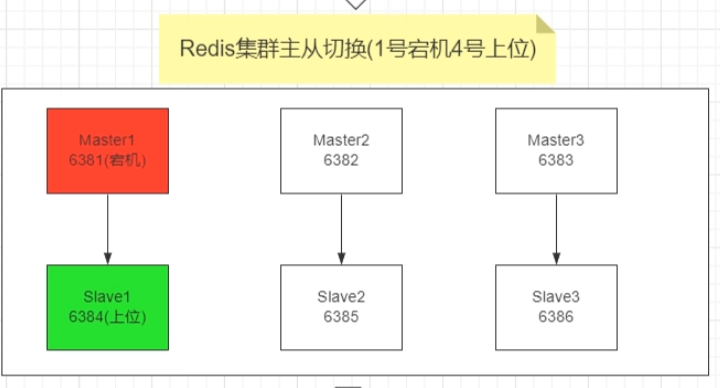 Redis集群主从切换(1号宕机4号上位)
Master1
6381(宕机)
Master2
6382
Master3
6383
Slave1
6384(上位)
Slave2
6385
Slave3
6386